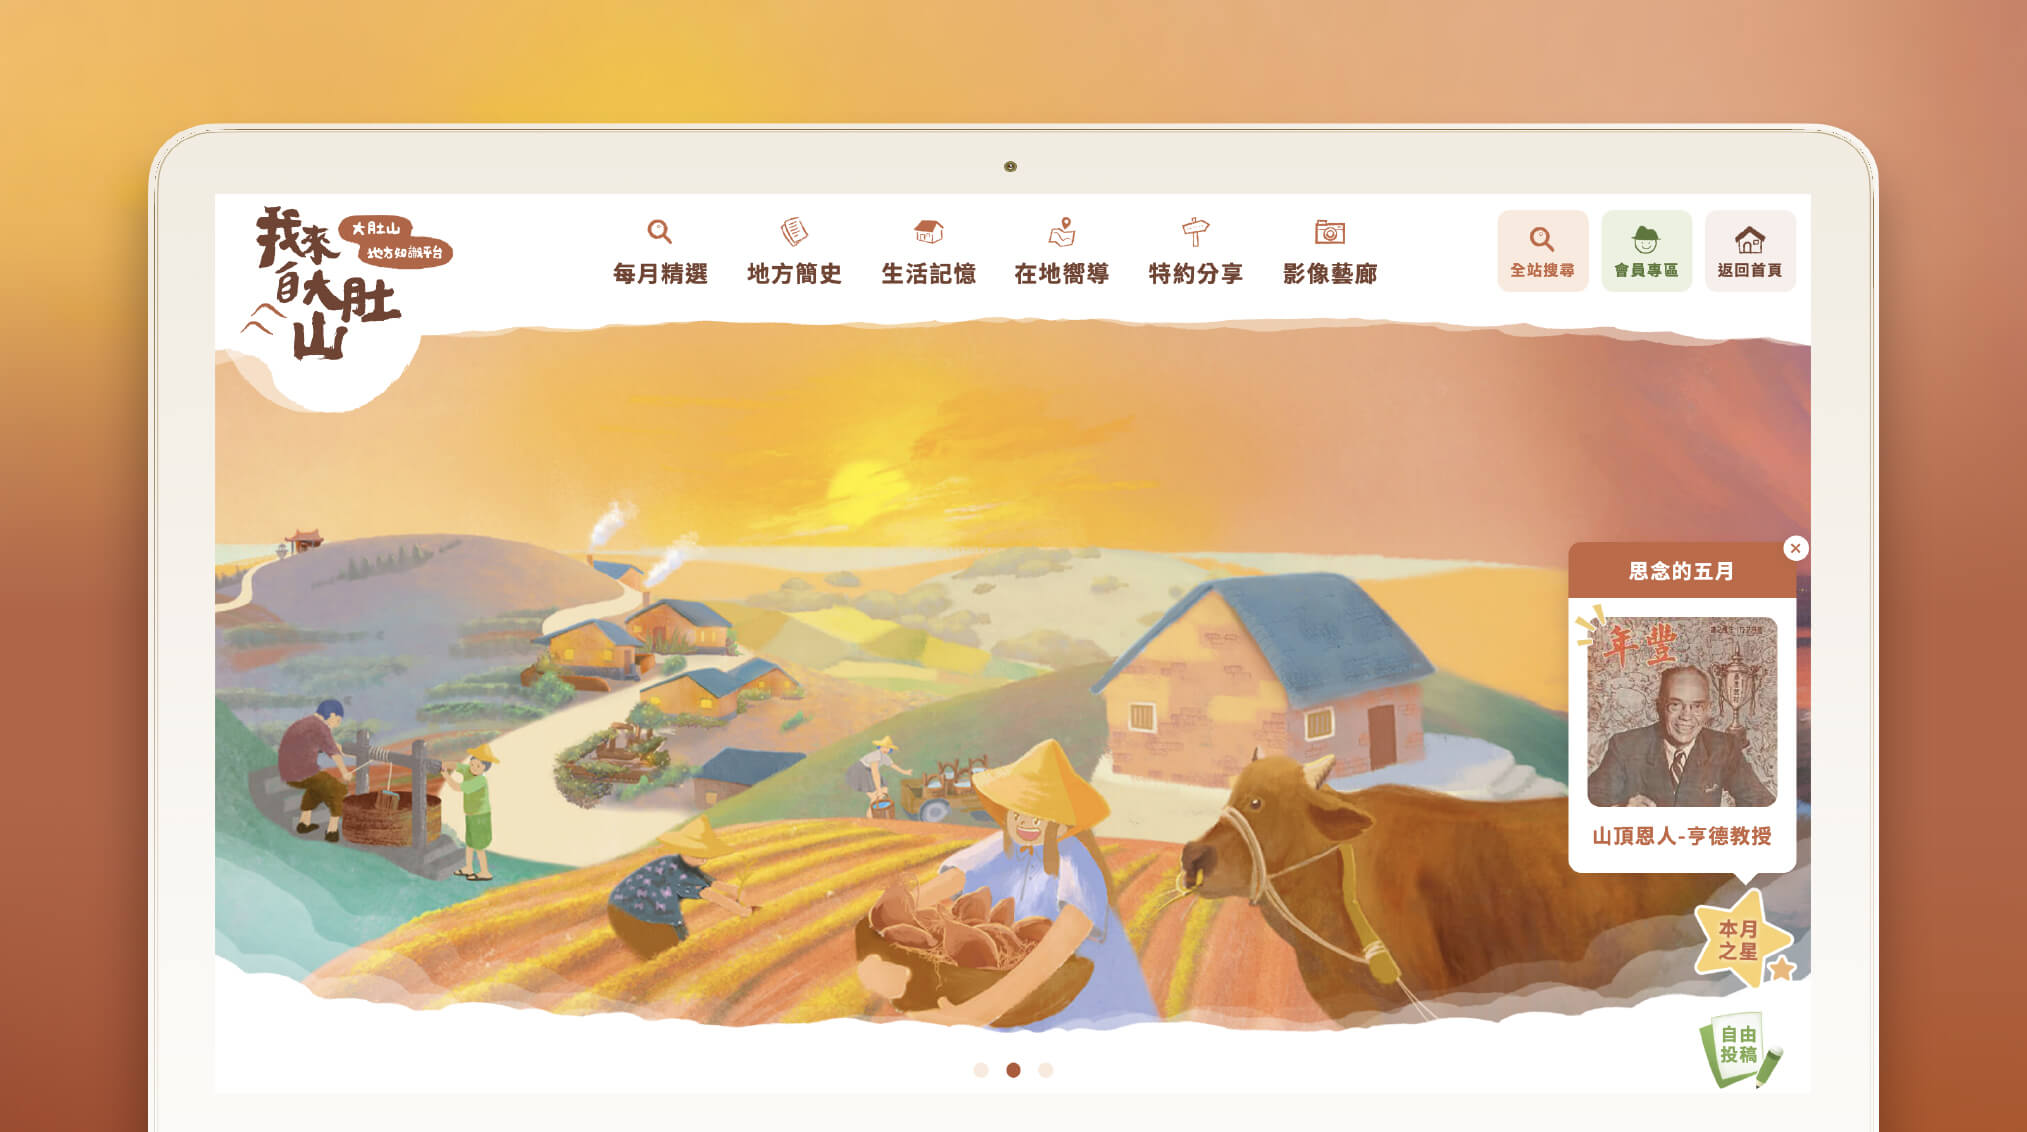 我來
自大肚
山
大肚山
地方知識平台
每月精選
地方簡史
生活記憶
在地嚮導
特約分享
影像藝廊
全站搜尋
會員專區
返回首頁
思念的五月
年豐
山頂恩人-亨德教授
本月
之星
自由
投稿